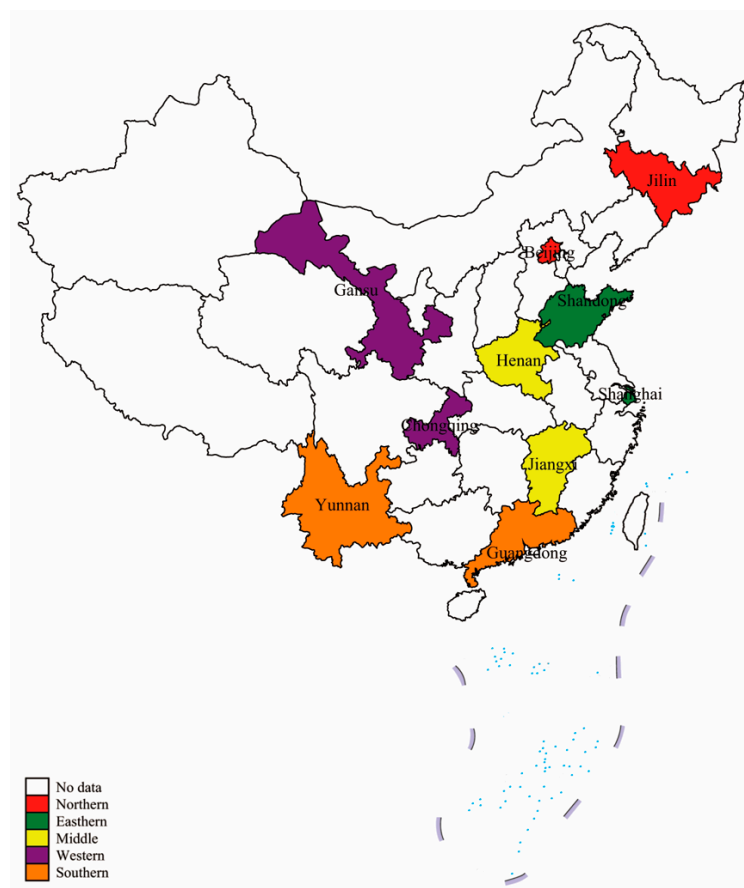 Jilin
Beijing
Gansu
Shandong
Henan
Shanghai
Chongqing
Jiangxi
Yunnan
Guangdong
No data
Northern
Easthern
Middle
Western
Southern